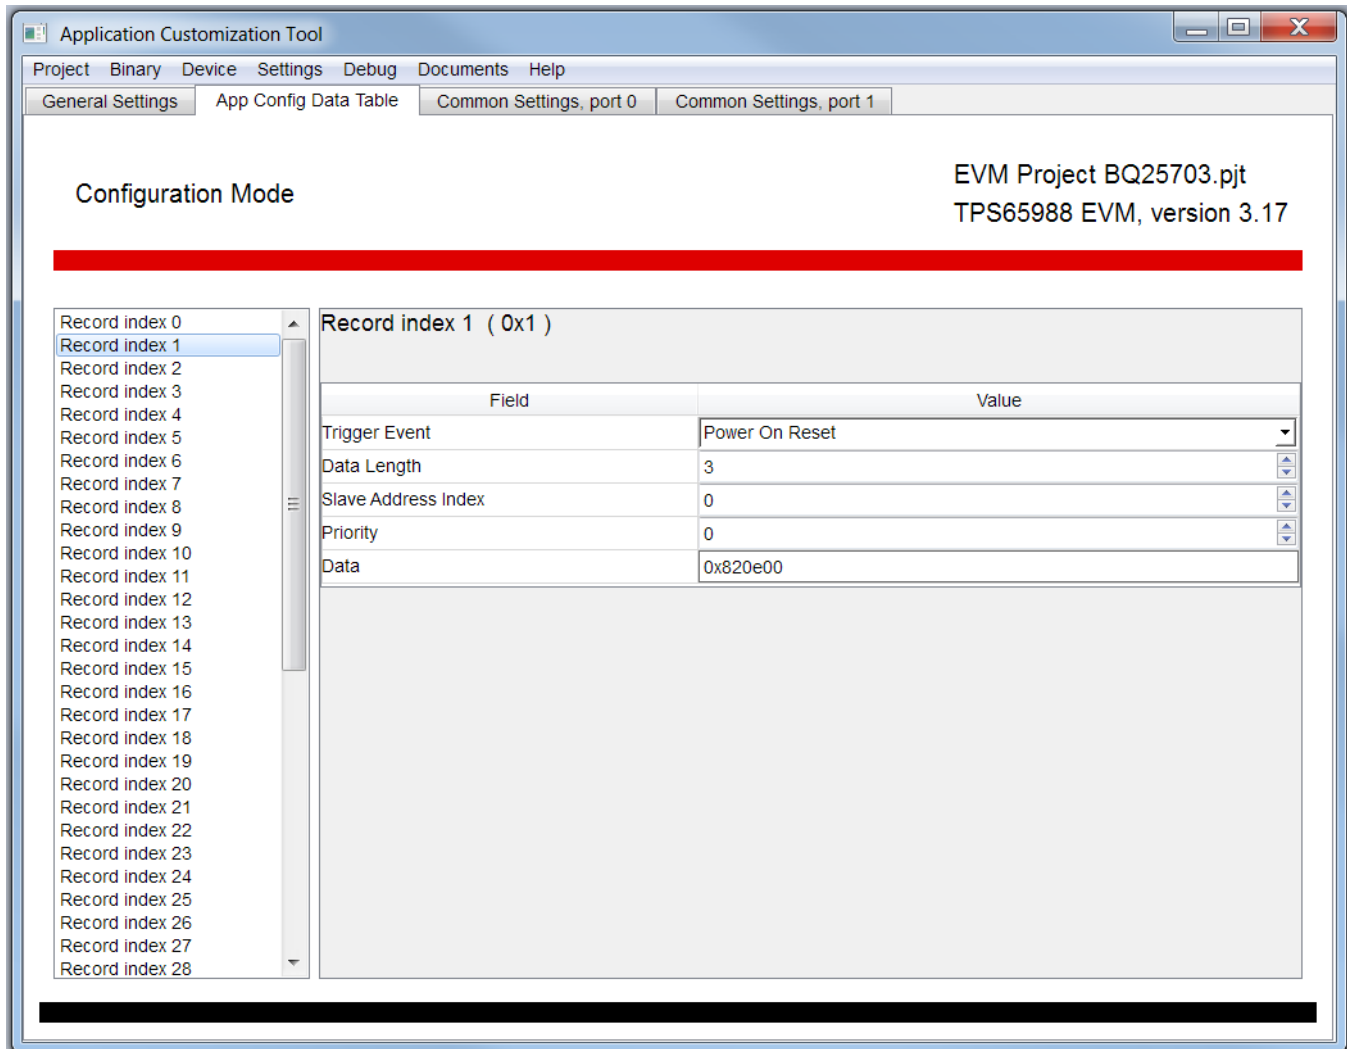 Application Customization Tool
Project Binary Device Settings Debug Documents Help
General Settings App Config Data Table Common Settings, port 0 Common Settings, port 1
Configuration Mode
EVM Project BQ25703.pjt
TPS65988 EVM, version 3.17
Record index 0
Record index 1
Record index 2
Record index 3
Record index 4
Record index 5
Record index 6
Record index 7
Record index 8
Record index 9
Record index 10
Record index 11
Record index 12
Record index 13
Record index 14
Record index 15
Record index 16
Record index 17
Record index 18
Record index 19
Record index 20
Record index 21
Record index 22
Record index 23
Record index 24
Record index 25
Record index 26
Record index 27
Record index 28
Record index 1 ( 0x1 )
Field Value
Trigger Event Power On Reset
Data Length 3
Slave Address Index 0
Priority 0
Data 0x820e00